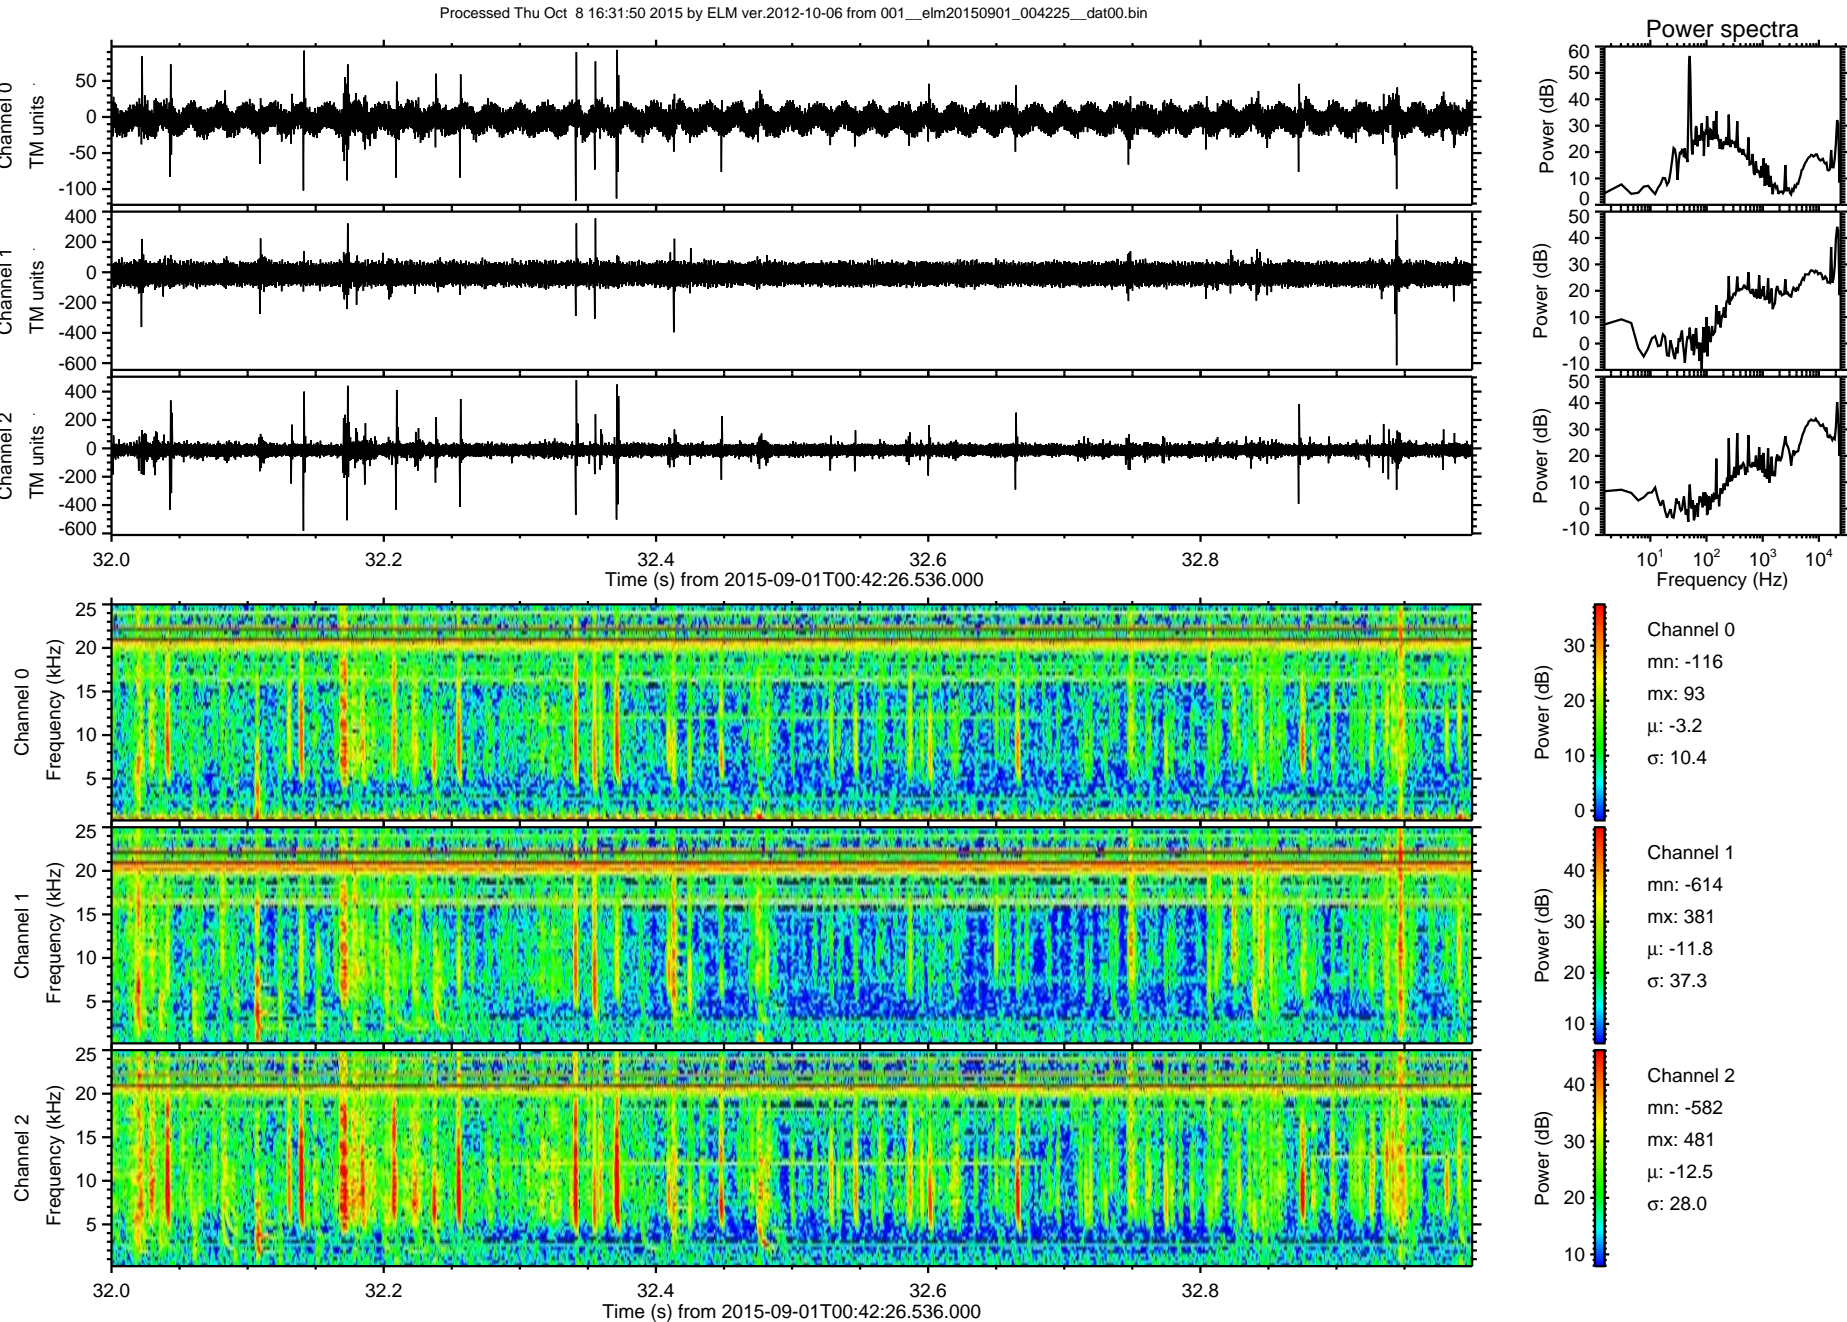 Processed Thu Oct  8 16:31:50 2015 by ELM ver.2012-10-06 from 001__elm20150901_004225__dat00.bin
Power spectra
Channel 0
TM units
50
0
-50
-100
Power (dB)
60
50
40
30
20
10
0
Channel 1
TM units
400
200
0
-200
-400
-600
Power (dB)
50
40
30
20
10
0
-10
Channel 2
TM units
400
200
0
-200
-400
-600
Power (dB)
50
40
30
20
10
0
-10
32.0 32.2 32.4 32.6 32.8
Time (s) from 2015-09-01T00:42:26.536.000
10^1 10^2 10^3 10^4
Frequency (Hz)
Channel 0
Frequency (kHz)
25
20
15
10
5
Power (dB)
30
20
10
0
Channel 0
mn: -116
mx: 93
μ: -3.2
σ: 10.4
Channel 1
Frequency (kHz)
25
20
15
10
5
Power (dB)
40
30
20
10
Channel 1
mn: -614
mx: 381
μ: -11.8
σ: 37.3
Channel 2
Frequency (kHz)
25
20
15
10
5
Power (dB)
40
30
20
10
Channel 2
mn: -582
mx: 481
μ: -12.5
σ: 28.0
32.0 32.2 32.4 32.6 32.8
Time (s) from 2015-09-01T00:42:26.536.000